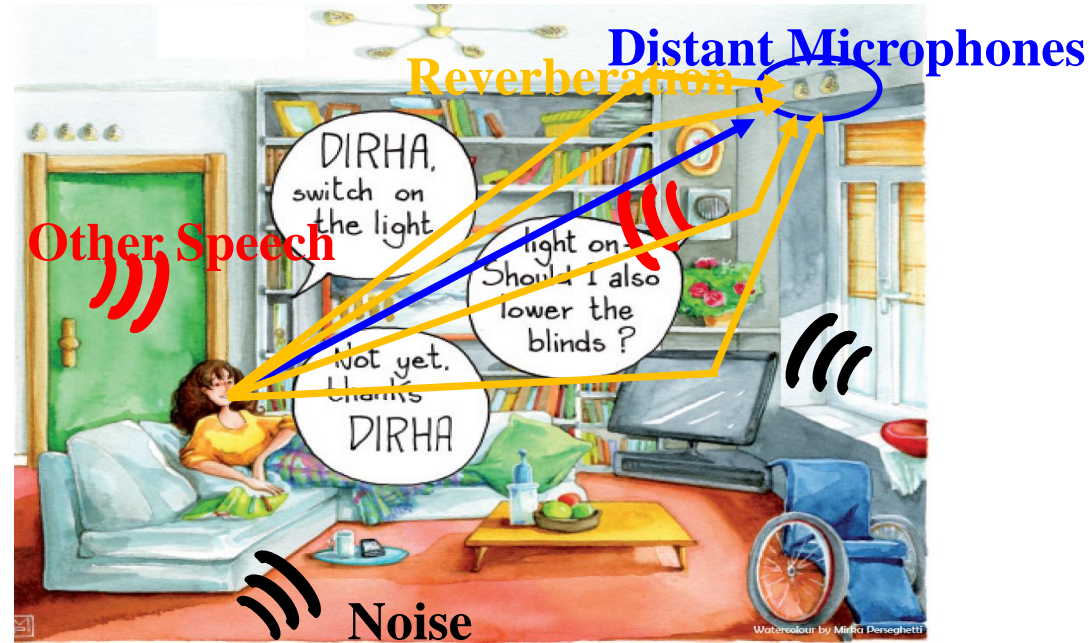 Distant Microphones
Reverberation
DIRHA,
switch on
the light
Other Speech
light on-
Should I also
lower the
blinds ?
Not yet.
thanks
DIRHA
Noise
Watercolour by Mirka Perseghetti